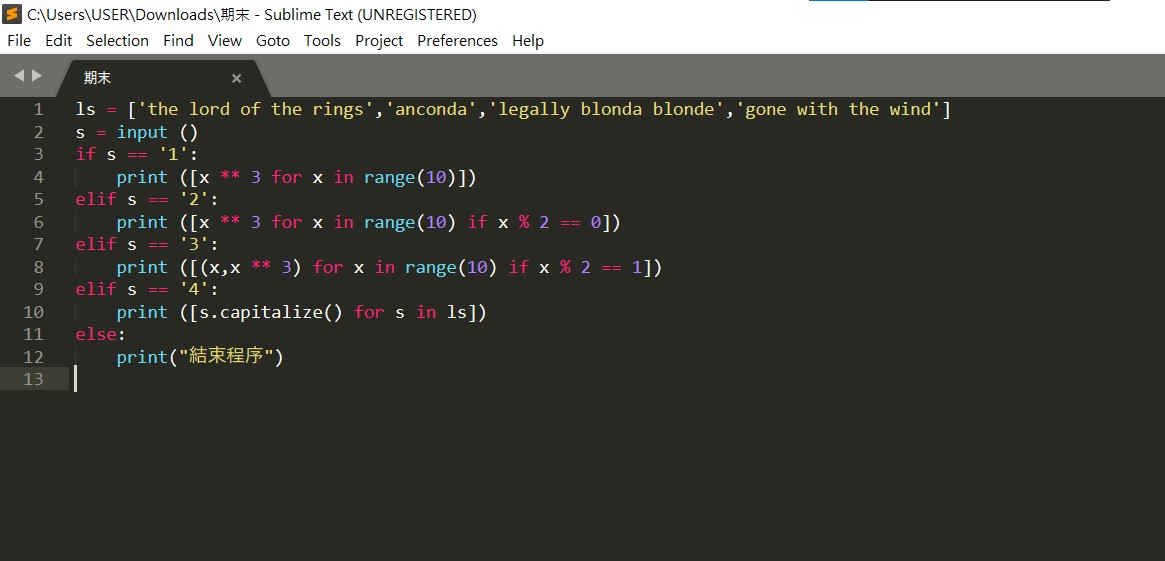 C:\Users\USER\Downloads\期末 - Sublime Text (UNREGISTERED)
File Edit Selection Find View Goto Tools Project Preferences Help
期末
1 ls = ['the lord of the rings','anconda','legally blonda blonde','gone with the wind']
2 s = input ()
3 if s == '1':
4     print ([x ** 3 for x in range(10)])
5 elif s == '2':
6     print ([x ** 3 for x in range(10) if x % 2 == 0])
7 elif s == '3':
8     print ([(x,x ** 3) for x in range(10) if x % 2 == 1])
9 elif s == '4':
10     print ([s.capitalize() for s in ls])
11 else:
12     print("結束程序")
13